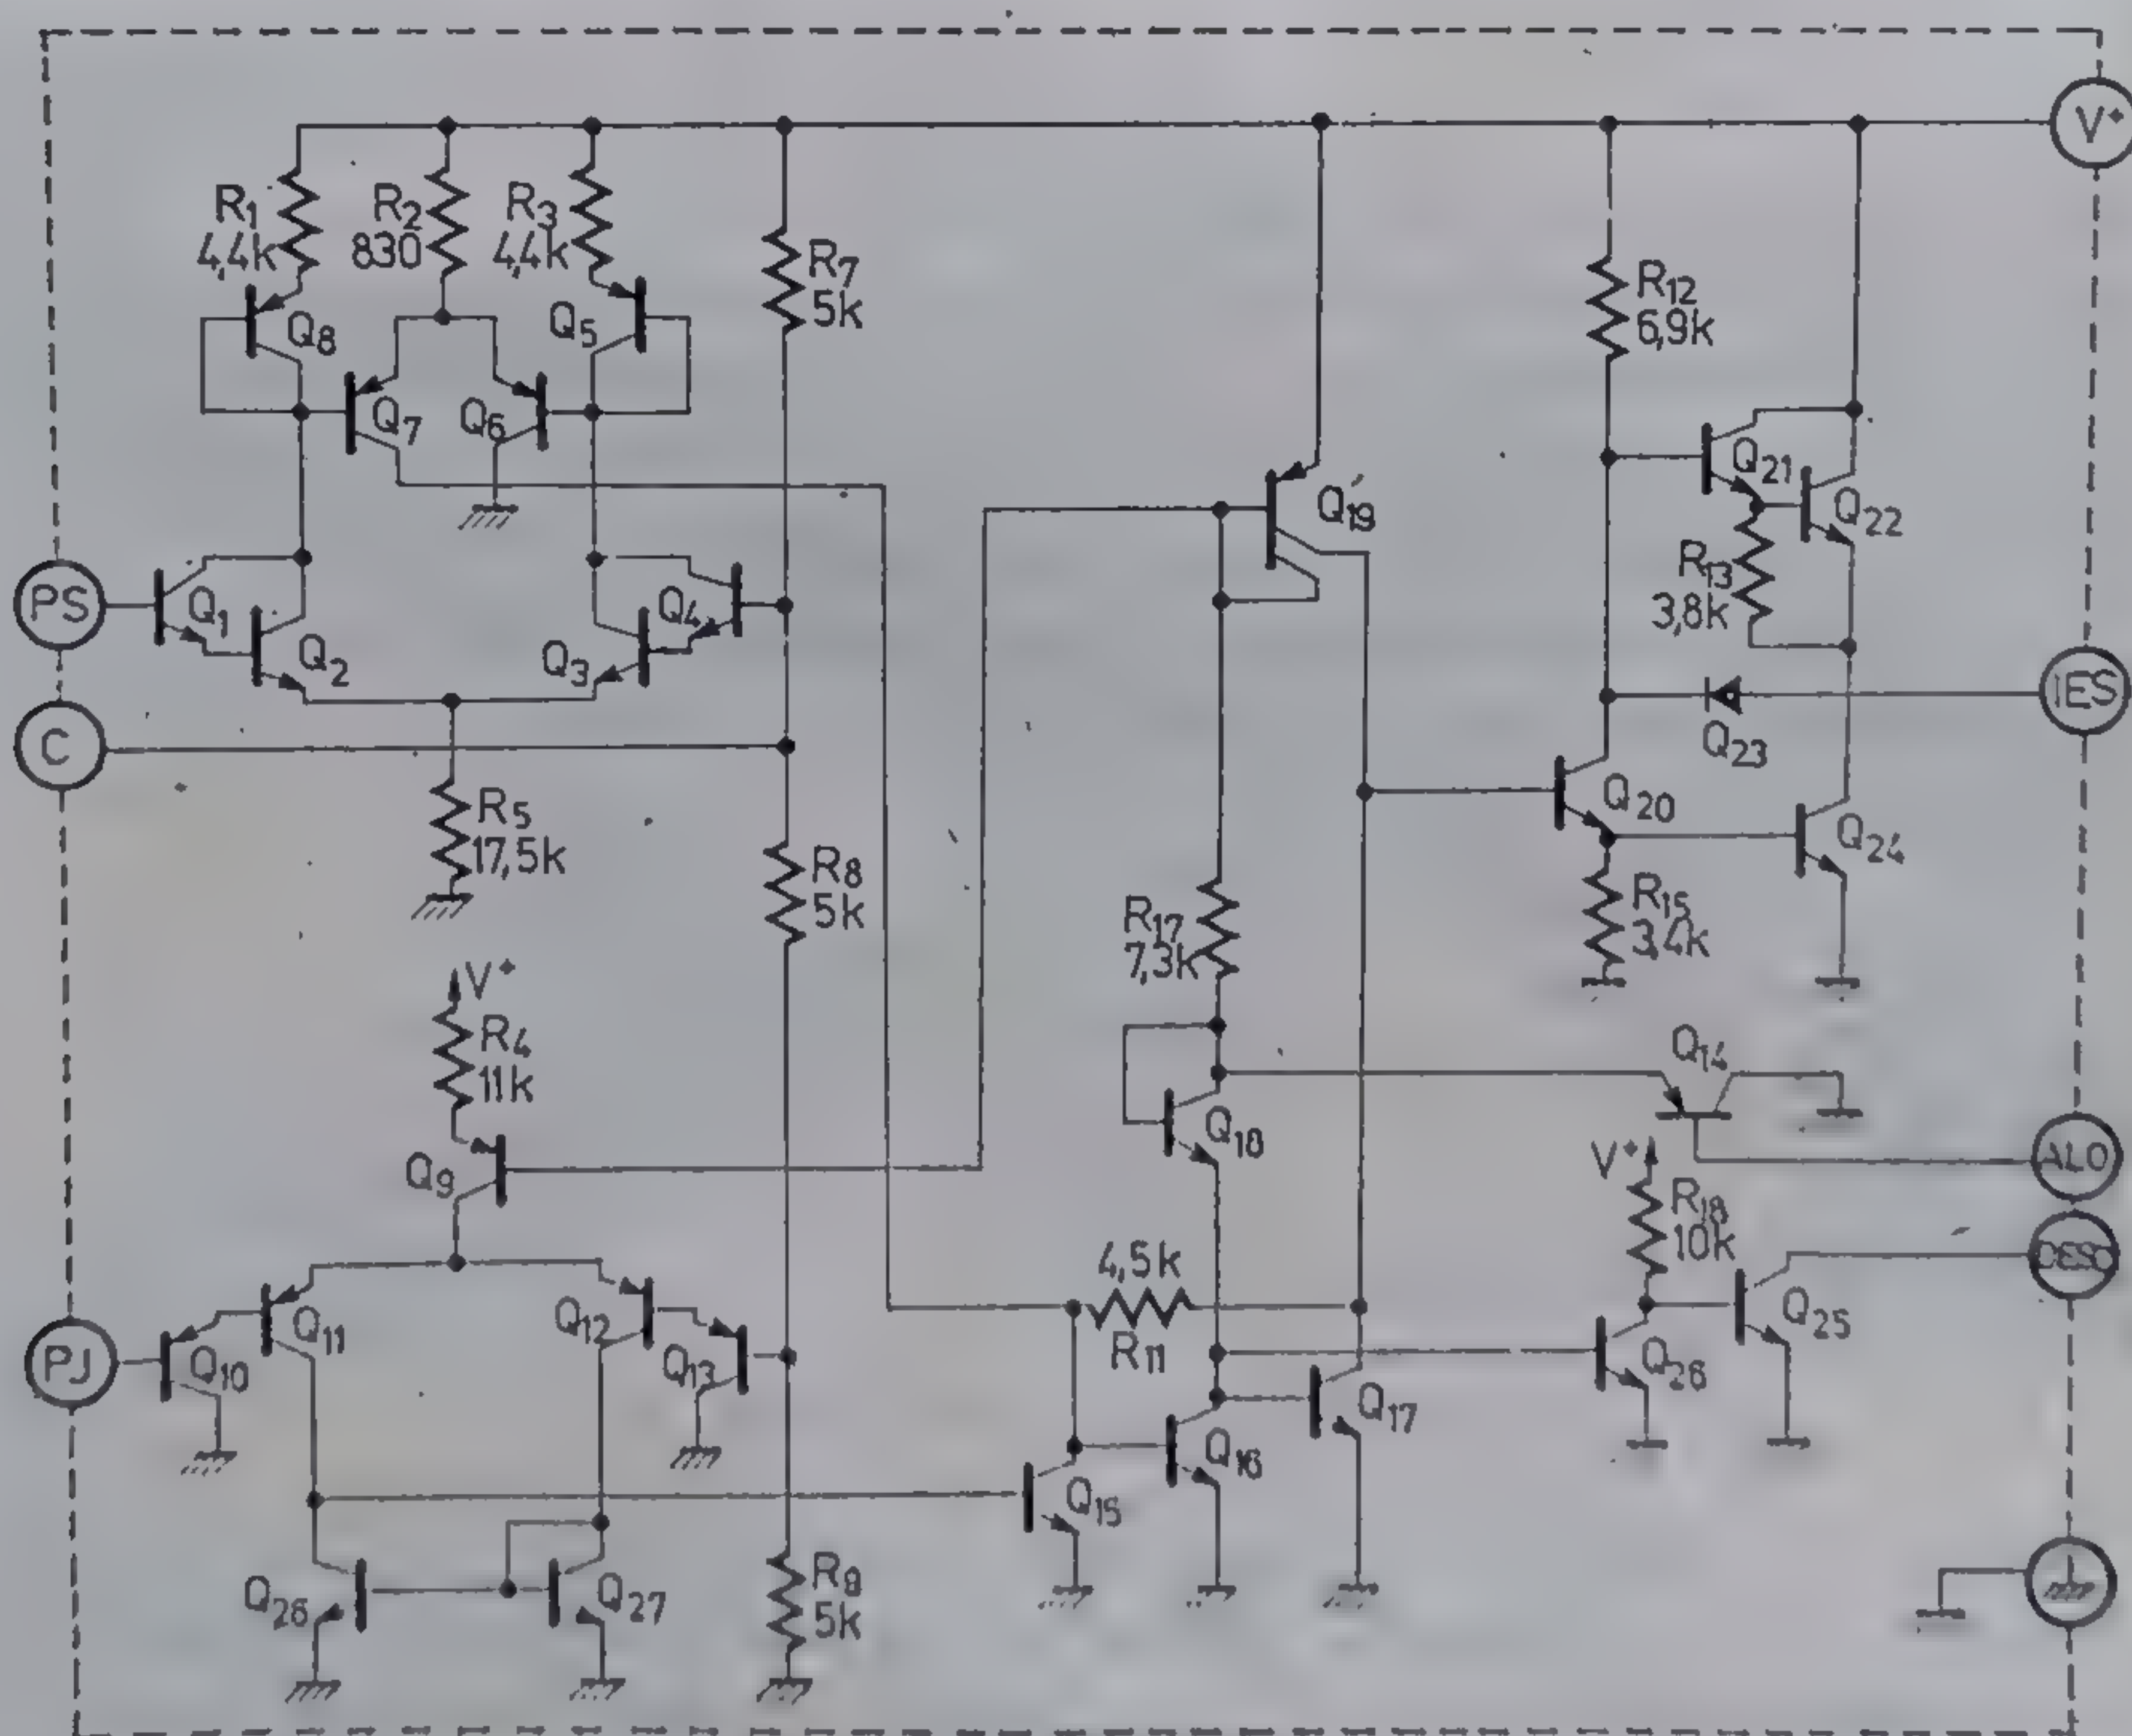 V+
R1
4,4k
R2
830
R3
4,4k
R7
5k
R12
6,9k
Q8
Q5
Q7
Q6
Q19
Q21
Q22
R13
3,8k
PS
Q1
Q2
Q4
Q3
IES
C
Q23
R5
17,5k
Q20
Q24
R8
5k
R17
7,3k
R15
3,4k
V+
R4
11k
Q14
Q9
Q18
ALO
V+
R18
10k
4,5k
R11
Q11
Q12
PJ
Q10
Q13
Q26
Q25
Q17
Q16
Q15
Q26
Q27
R9
5k